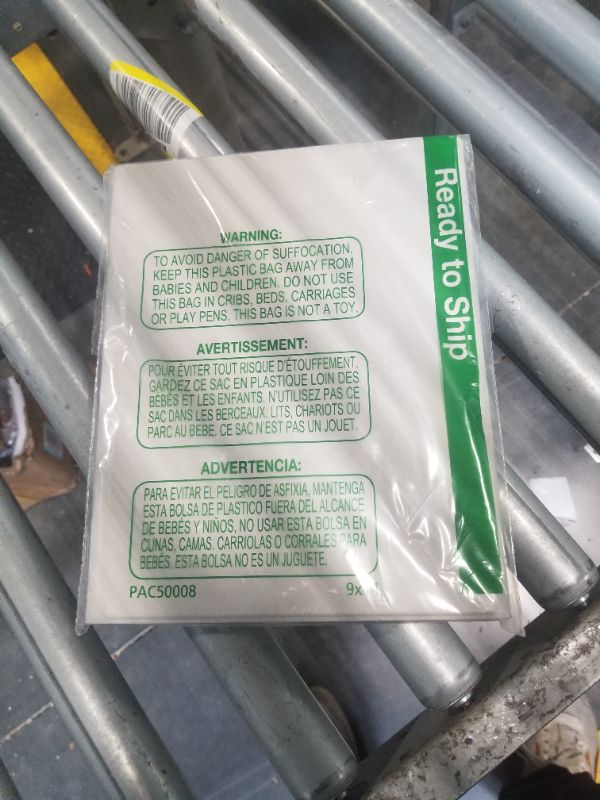 Ready to Ship
WARNING:
TO AVOID DANGER OF SUFFOCATION,
KEEP THIS PLASTIC BAG AWAY FROM
BABIES AND CHILDREN. DO NOT USE
THIS BAG IN CRIBS, BEDS, CARRIAGES
OR PLAY PENS. THIS BAG IS NOT A TOY.
AVERTISSEMENT:
POUR ÉVITER TOUT RISQUE D'ÉTOUFFEMENT,
GARDEZ CE SAC EN PLASTIQUE LOIN DES
BÉBÉS ET LES ENFANTS. N'UTILISEZ PAS CE
SAC DANS LES BERCEAUX, LITS, CHARIOTS OU
PARC AU BEBE. CE SAC N'EST PAS UN JOUET.
ADVERTENCIA:
PARA EVITAR EL PELIGRO DE ASFIXIA, MANTENGA
ESTA BOLSA DE PLASTICO FUERA DEL ALCANCE
DE BEBÉS Y NIÑOS, NO USAR ESTA BOLSA EN
CUNAS, CAMAS, CARRIOLAS O CORRALES PARA
BEBÉS. ESTA BOLSA NO ES UN JUGUETE.
PAC50008